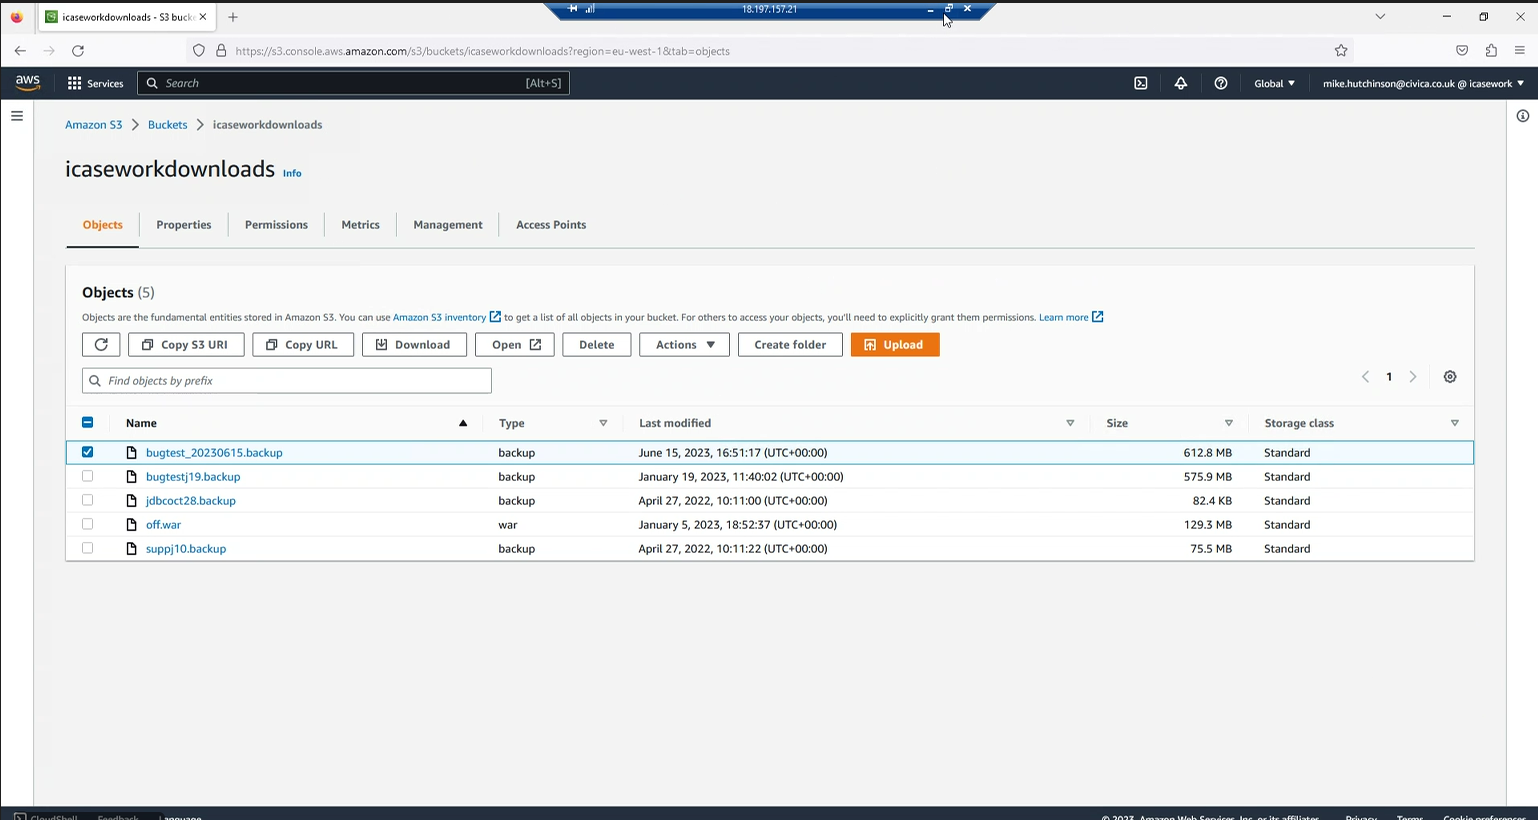 icaseworkdownloads - S3 buck
18.197.157.21
https://s3.console.aws.amazon.com/s3/buckets/icaseworkdownloads?region=eu-west-1&tab=objects
aws
Services
Search
[Alt+S]
Global
mike.hutchinson@civica.co.uk @ icasework
Amazon S3 > Buckets > icaseworkdownloads
icaseworkdownloads Info
Objects Properties Permissions Metrics Management Access Points
Objects (5)
Objects are the fundamental entities stored in Amazon S3. You can use Amazon S3 inventory to get a list of all objects in your bucket. For others to access your objects, you'll need to explicitly grant them permissions. Learn more
Copy S3 URI Copy URL Download Open Delete Actions Create folder Upload
Find objects by prefix
1
Name Type Last modified Size Storage class
bugtest_20230615.backup backup June 15, 2023, 16:51:17 (UTC+00:00) 612.8 MB Standard
bugtestj19.backup backup January 19, 2023, 11:40:02 (UTC+00:00) 575.9 MB Standard
jdbcoct28.backup backup April 27, 2022, 10:11:00 (UTC+00:00) 82.4 KB Standard
off.war war January 5, 2023, 18:52:37 (UTC+00:00) 129.3 MB Standard
suppj10.backup backup April 27, 2022, 10:11:22 (UTC+00:00) 75.5 MB Standard
CloudShell Feedback Language © 2023, Amazon Web Services, Inc. or its affiliates. Privacy Terms Cookie preferences